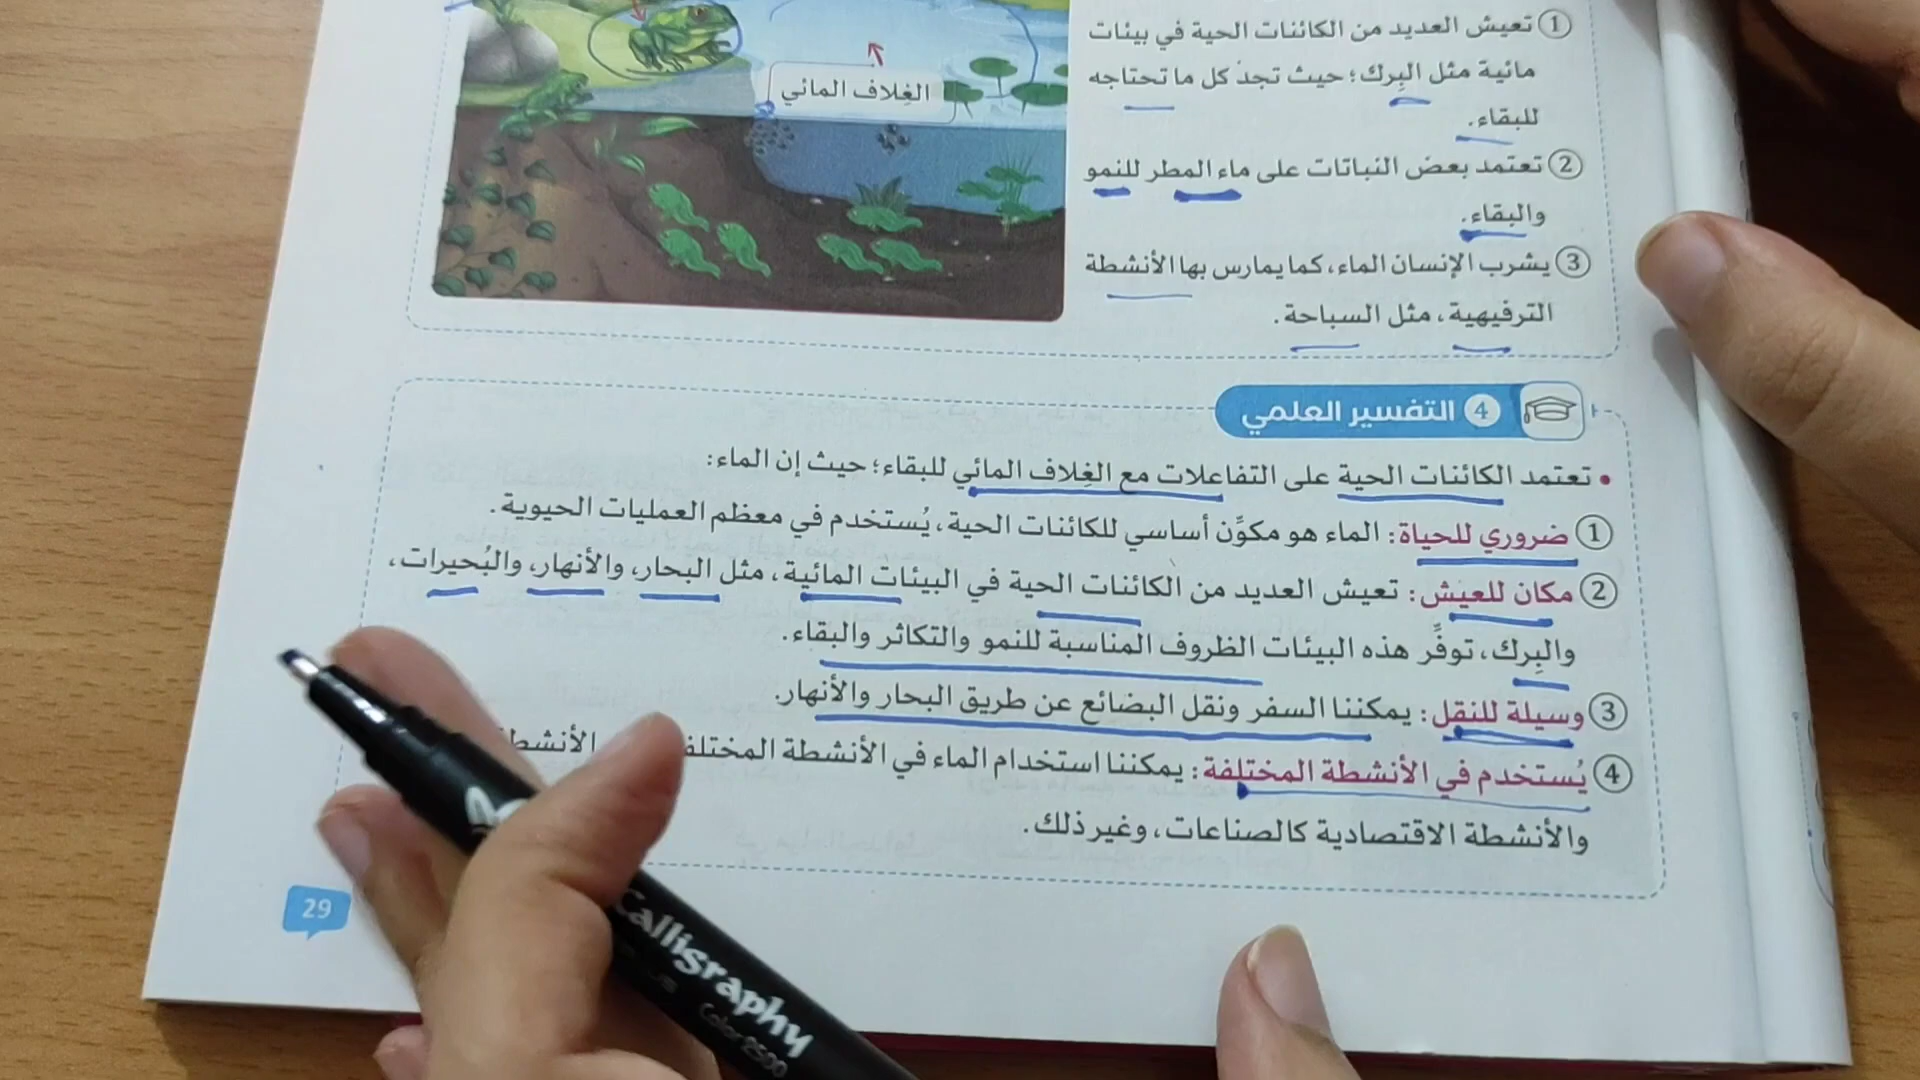 الغِلاف المائي
① تعيش العديد من الكائنات الحية في بيئات
مائية مثل البِرك؛ حيث تجد كل ما تحتاجه
للبقاء.
② تعتمد بعض النباتات على ماء المطر للنمو
والبقاء.
③ يشرب الإنسان الماء، كما يمارس بها الأنشطة
الترفيهية، مثل السباحة.
4 التفسير العلمي
• تعتمد الكائنات الحية على التفاعلات مع الغِلاف المائي للبقاء؛ حيث إن الماء:
① ضروري للحياة: الماء هو مكوِّن أساسي للكائنات الحية، يُستخدم في معظم العمليات الحيوية.
② مكان للعيش: تعيش العديد من الكائنات الحية في البيئات المائية، مثل البحار، والأنهار، والبُحيرات،
والبِرك، توفِّر هذه البيئات الظروف المناسبة للنمو والتكاثر والبقاء.
③ وسيلة للنقل: يمكننا السفر ونقل البضائع عن طريق البحار والأنهار.
④ يُستخدم في الأنشطة المختلفة: يمكننا استخدام الماء في الأنشطة
والأنشطة الاقتصادية كالصناعات، وغير ذلك.
29
Calligraphy
Color 2500